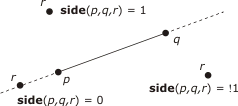 r
side(p,q,r) = 1
q
r
p
r
side(p,q,r) = !1
side(p,q,r) = 0